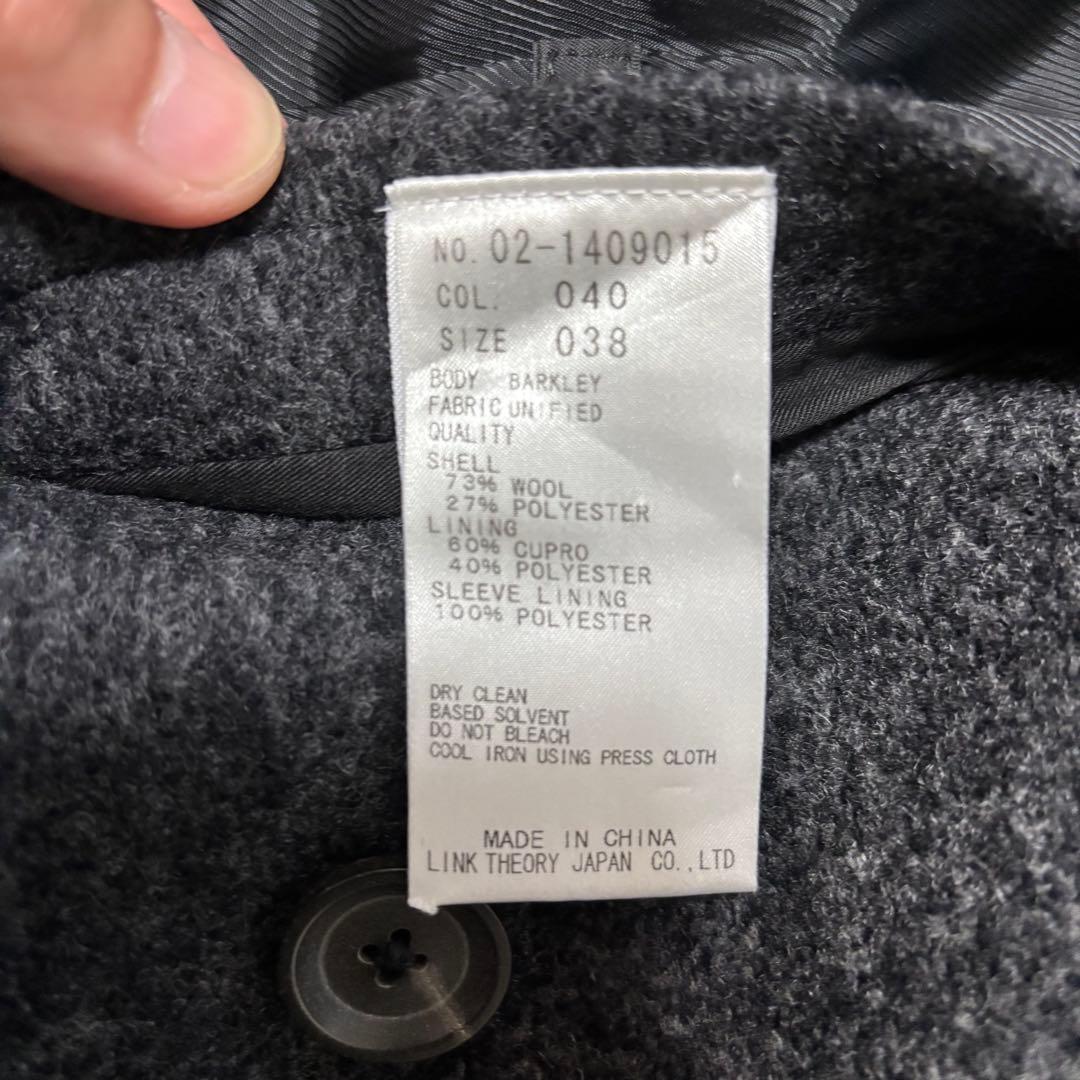 NO. 02-1409015
COL. 040
SIZE 038
BODY BARKLEY
FABRIC UNIFIED
QUALITY
SHELL
73% WOOL
27% POLYESTER
LINING
60% CUPRO
40% POLYESTER
SLEEVE LINING
100% POLYESTER
DRY CLEAN
BASED SOLVENT
DO NOT BLEACH
COOL IRON USING PRESS CLOTH
MADE IN CHINA
LINK THEORY JAPAN CO.,LTD